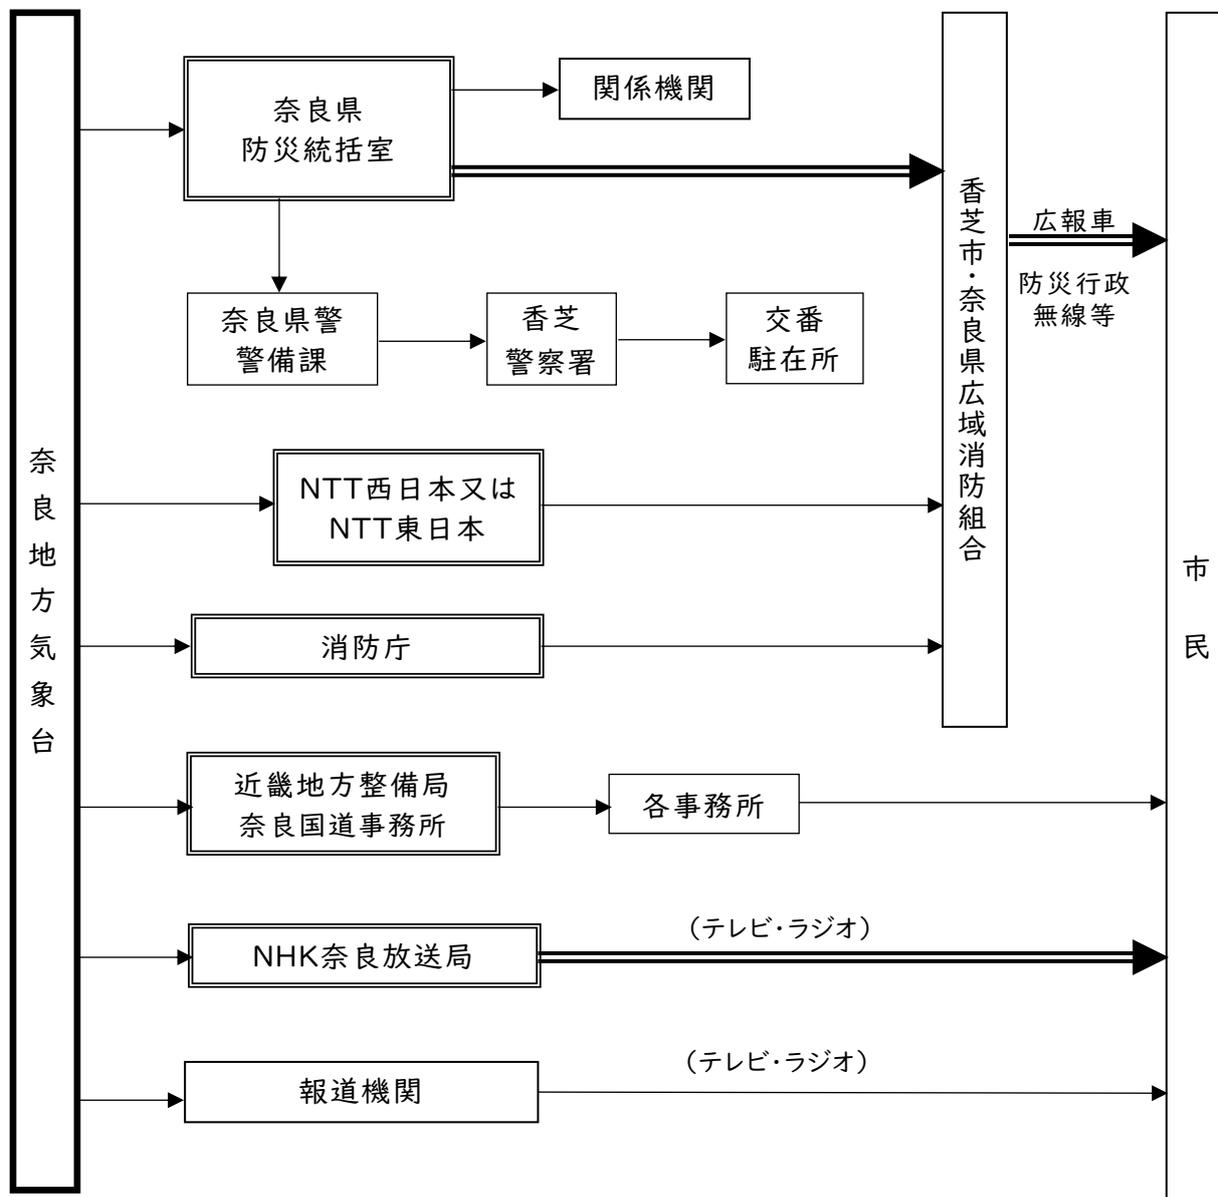 奈良地方気象台
奈良県
防災統括室
関係機関
香芝市・奈良県広域消防組合
広報車
防災行政
無線等
市民
奈良県警
警備課
香芝
警察署
交番
駐在所
NTT西日本又は
NTT東日本
消防庁
近畿地方整備局
奈良国道事務所
各事務所
NHK奈良放送局
（テレビ・ラジオ）
報道機関
（テレビ・ラジオ）